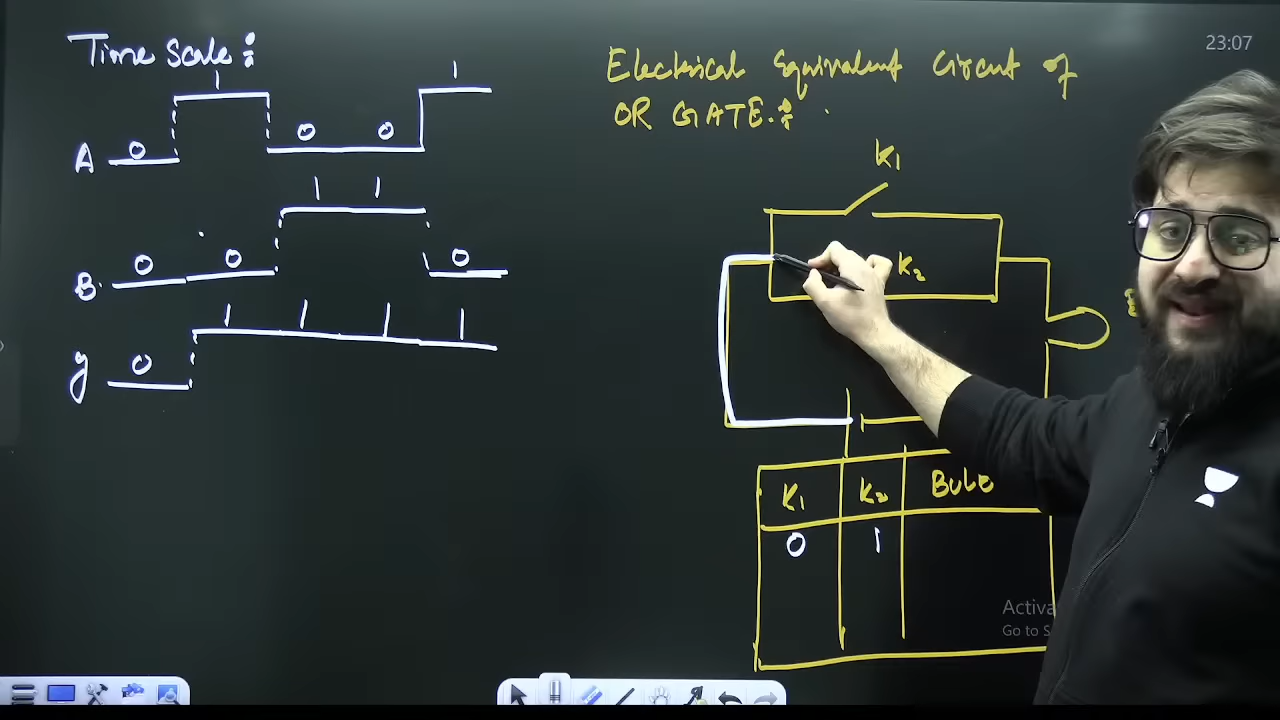 Time Scale:
1 1
0 0 0
A
1 1
0 0 0
B.
1 1 1 1
0
y
Electrical Equivalent Circuit of
OR GATE:
K1
K2
K1 K2 Bulb
0 1
23:07
Activa
Go to S